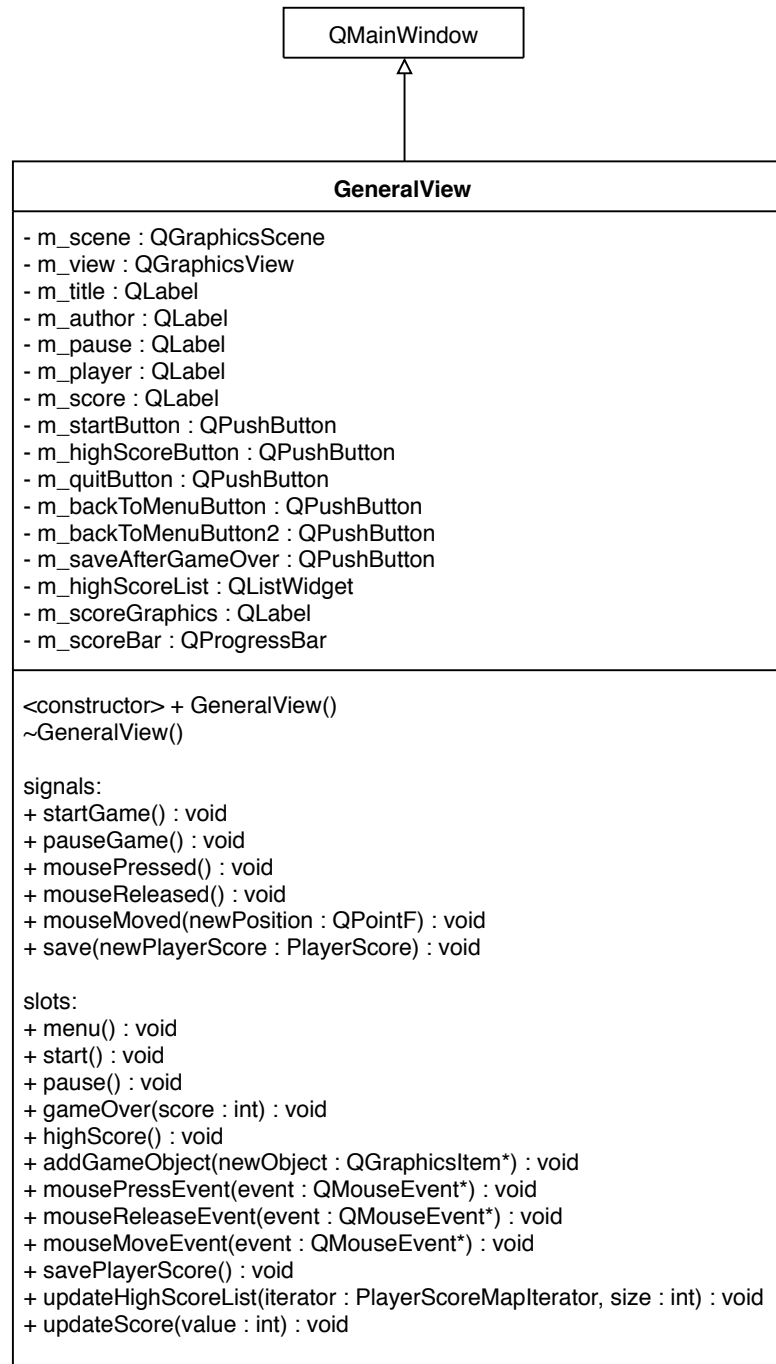 QMainWindow
GeneralView
- m_scene : QGraphicsScene
- m_view : QGraphicsView
- m_title : QLabel
- m_author : QLabel
- m_pause : QLabel
- m_player : QLabel
- m_score : QLabel
- m_startButton : QPushButton
- m_highScoreButton : QPushButton
- m_quitButton : QPushButton
- m_backToMenuButton : QPushButton
- m_backToMenuButton2 : QPushButton
- m_saveAfterGameOver : QPushButton
- m_highScoreList : QListWidget
- m_scoreGraphics : QLabel
- m_scoreBar : QProgressBar
<constructor> + GeneralView()
~GeneralView()
signals:
+ startGame() : void
+ pauseGame() : void
+ mousePressed() : void
+ mouseReleased() : void
+ mouseMoved(newPosition : QPointF) : void
+ save(newPlayerScore : PlayerScore) : void
slots:
+ menu() : void
+ start() : void
+ pause() : void
+ gameOver(score : int) : void
+ highScore() : void
+ addGameObject(newObject : QGraphicsItem*) : void
+ mousePressEvent(event : QMouseEvent*) : void
+ mouseReleaseEvent(event : QMouseEvent*) : void
+ mouseMoveEvent(event : QMouseEvent*) : void
+ savePlayerScore() : void
+ updateHighScoreList(iterator : PlayerScoreMapIterator, size : int) : void
+ updateScore(value : int) : void